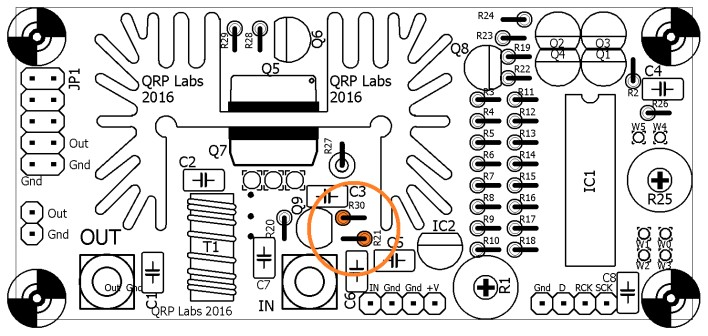 R24
R23
R29
R28
Q6
Q2
Q3
Q4
Q1
Q8
R19
R22
JP1
QRP Labs
2016
Q5
QRP Labs
2016
R2
C4
R3
R11
R4
R12
R26
R5
R13
W5
W4
Out
Q7
R27
R6
R14
Gnd
Gnd
C2
R7
R15
IC1
C3
R8
R16
R25
Q9
R30
Out
R20
R9
R17
Gnd
OUT
T1
R21
IC2
R10
R18
W1
W0
W2
W3
C5
C7
C6
C8
R1
Out
Gnd
C1
QRP Labs 2016
IN
IN Gnd Gnd +V
Gnd D RCK SCK